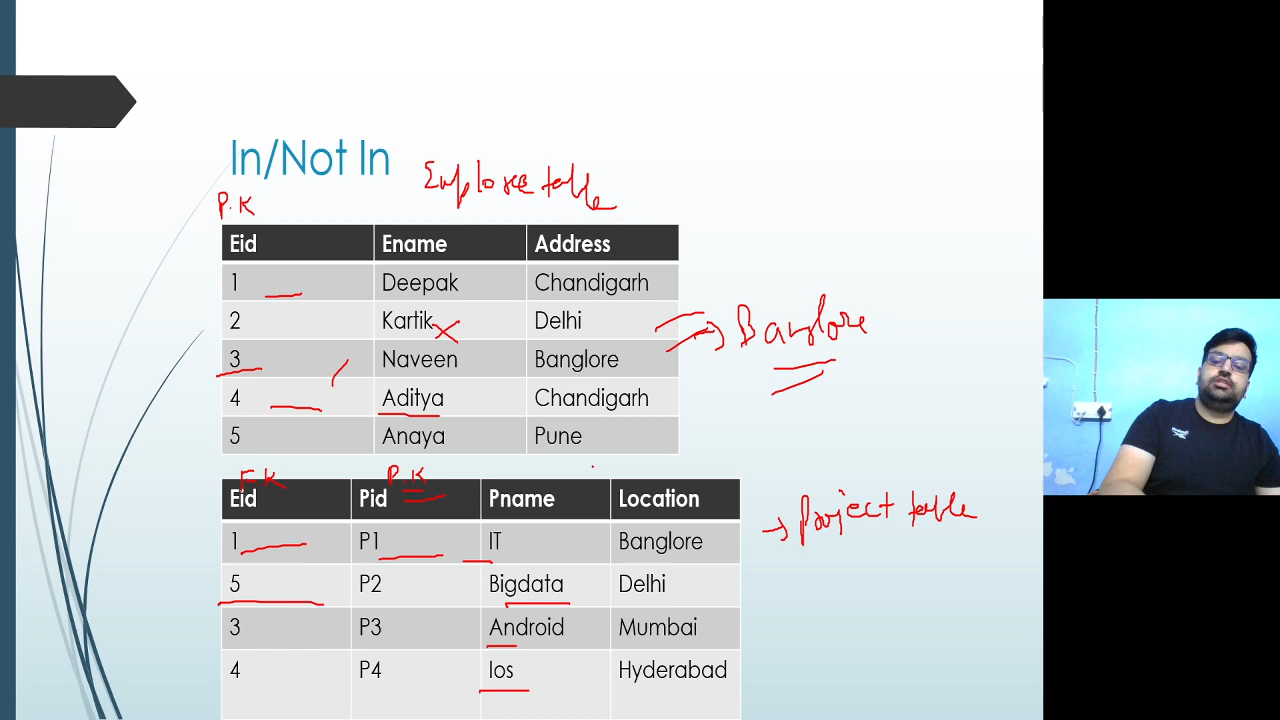 In/Not In
Employee table
P.K
Eid Ename Address
1 Deepak Chandigarh
2 Kartik Delhi
3 Naveen Banglore
4 Aditya Chandigarh
5 Anaya Pune
Banglore
F.K P.K
Eid Pid Pname Location
Project table
1 P1 IT Banglore
5 P2 Bigdata Delhi
3 P3 Android Mumbai
4 P4 Ios Hyderabad